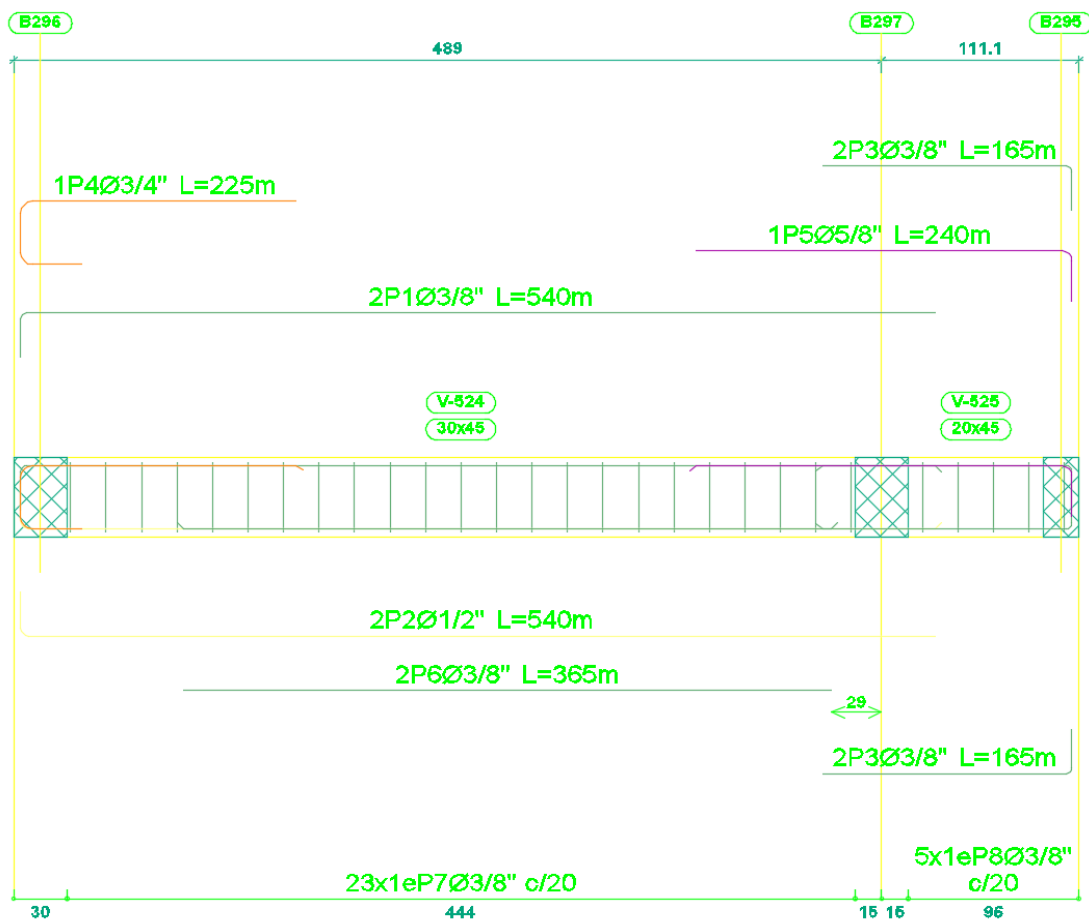 B296
B297
B295
489
111.1
2P3Ø3/8" L=165m
1P4Ø3/4" L=225m
1P5Ø5/8" L=240m
2P1Ø3/8" L=540m
V-524
30x45
V-525
20x45
2P2Ø1/2" L=540m
2P6Ø3/8" L=365m
29
2P3Ø3/8" L=165m
23x1eP7Ø3/8" c/20
5x1eP8Ø3/8"
c/20
30
444
15 15
96